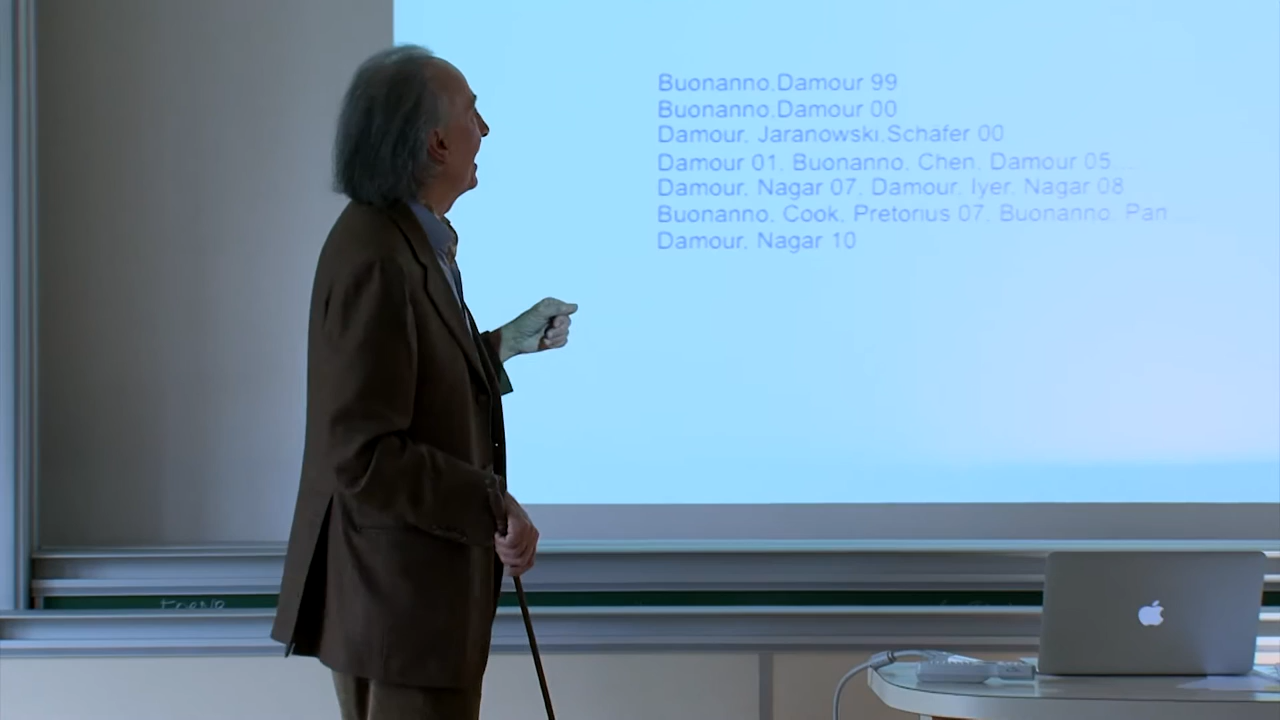 Buonanno,Damour 99
Buonanno,Damour 00
Damour, Jaranowski,Schäfer 00
Damour 01, Buonanno, Chen, Damour 05...
Damour, Nagar 07, Damour, Iyer, Nagar 08
Buonanno, Cook, Pretorius 07, Buonanno, Pan ...
Damour, Nagar 10